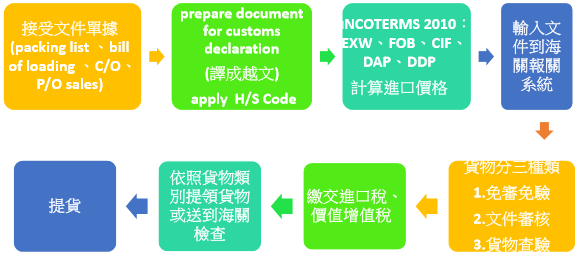 接受文件單據
(packing list 、bill
of loading 、C/O、
P/O sales)
prepare document
for customs
declaration
(譯成越文)
apply H/S Code
INCOTERMS 2010：
EXW、FOB、CIF、
DAP、DDP
計算進口價格
輸入文
件到海
關報關
系統
貨物分三種類
1.免審免驗
2.文件審核
3.貨物查驗
繳交進口稅、
價值增值稅
依照貨物類
別提領貨物
或送到海關
檢查
提貨